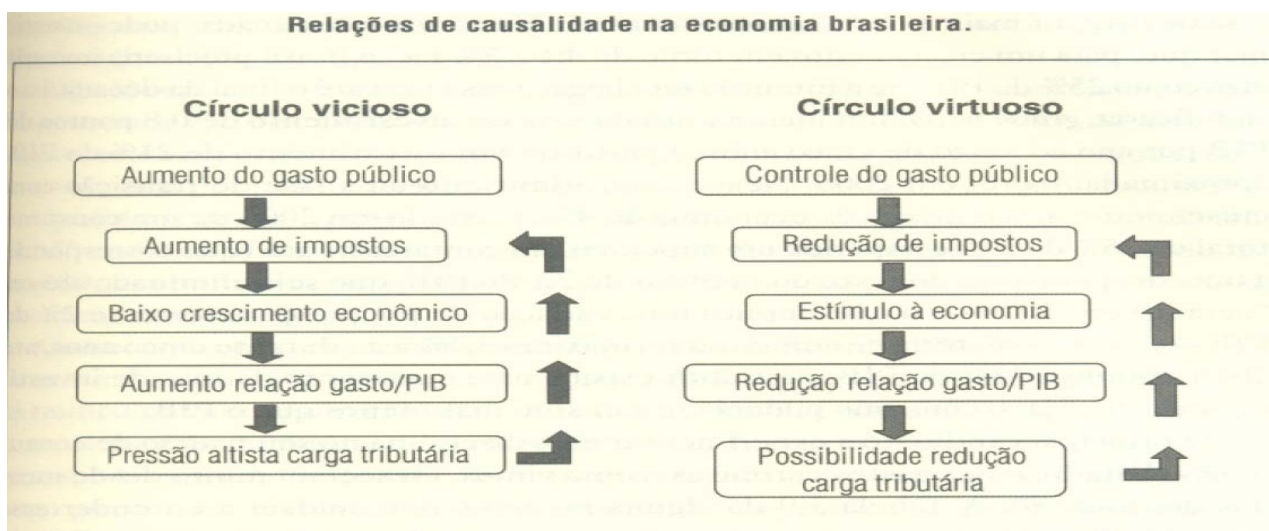 Relações de causalidade na economia brasileira.
Círculo vicioso
Aumento do gasto público
Aumento de impostos
Baixo crescimento econômico
Aumento relação gasto/PIB
Pressão altista carga tributária
Círculo virtuoso
Controle do gasto público
Redução de impostos
Estímulo à economia
Redução relação gasto/PIB
Possibilidade redução
carga tributária